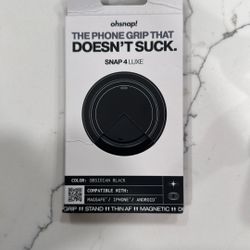 ohsnap!
THE PHONE GRIP THAT
DOESN'T SUCK.
SNAP 4 LUXE
COLOR: OBSIDIAN BLACK
COMPATIBLE WITH:
MAGSAFE / IPHONE / ANDROID
GRIP :: STAND :: THIN AF :: MAGNETIC ::